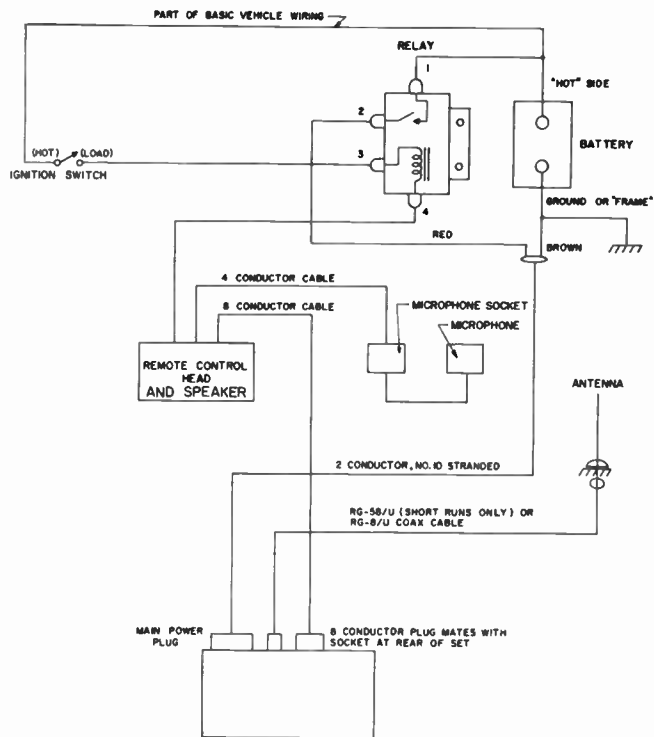 PART OF BASIC VEHICLE WIRING
RELAY
1
"HOT" SIDE
2
BATTERY
(HOT)
(LOAD)
3
IGNITION SWITCH
4
GROUND OR "FRAME"
RED
BROWN
4 CONDUCTOR CABLE
8 CONDUCTOR CABLE
MICROPHONE SOCKET
MICROPHONE
REMOTE CONTROL
HEAD
AND SPEAKER
ANTENNA
2 CONDUCTOR, NO. 10 STRANDED
RG-58/U (SHORT RUNS ONLY) OR
RG-8/U COAX CABLE
MAIN POWER
PLUG
8 CONDUCTOR PLUG MATES WITH
SOCKET AT REAR OF SET